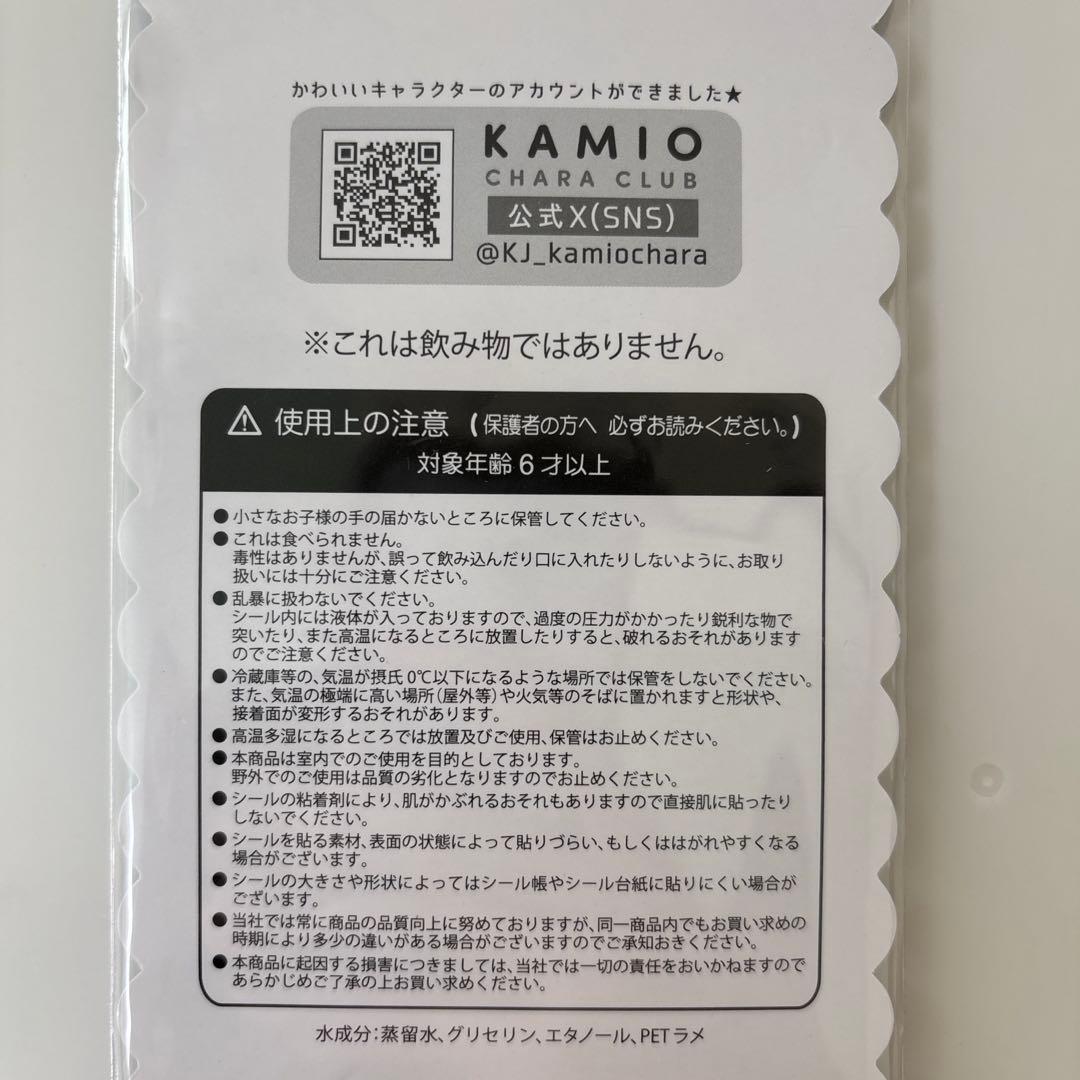 かわいいキャラクターのアカウントができました★
KAMIO
CHARA CLUB
公式X(SNS)
@KJ_kamiochara
※これは飲み物ではありません。
⚠ 使用上の注意 (保護者の方へ 必ずお読みください。)
対象年齢6才以上
●小さなお子様の手の届かないところに保管してください。
●これは食べられません。
毒性はありませんが、誤って飲み込んだり口に入れたりしないように、お取り
扱いには十分にご注意ください。
●乱暴に扱わないでください。
シール内には液体が入っておりますので、過度の圧力がかかったり鋭利な物で
突いたり、また高温になるところに放置したりすると、破れるおそれがあります
のでご注意ください。
●冷蔵庫等の、気温が摂氏0℃以下になるような場所では保管をしないでください。
また、気温の極端に高い場所(屋外等)や火気等のそばに置かれますと形状や、
接着面が変形するおそれがあります。
●高温多湿になるところでは放置及びご使用、保管はお止めください。
●本商品は室内でのご使用を目的としております。
野外でのご使用は品質の劣化となりますのでお止めください。
●シールの粘着剤により、肌がかぶれるおそれもありますので直接肌に貼ったり
しないでください。
●シールを貼る素材、表面の状態によって貼りづらい、もしくははがれやすくなる
場合がございます。
●シールの大きさや形状によってはシール帳やシール台紙に貼りにくい場合が
ございます。
●当社では常に商品の品質向上に努めておりますが、同一商品内でもお買い求めの
時期により多少の違いがある場合がございますのでご承知おきください。
●本商品に起因する損害につきましては、当社では一切の責任をおいかねますので
あらかじめご了承の上お買い求めください。
水成分:蒸留水、グリセリン、エタノール、PETラメ